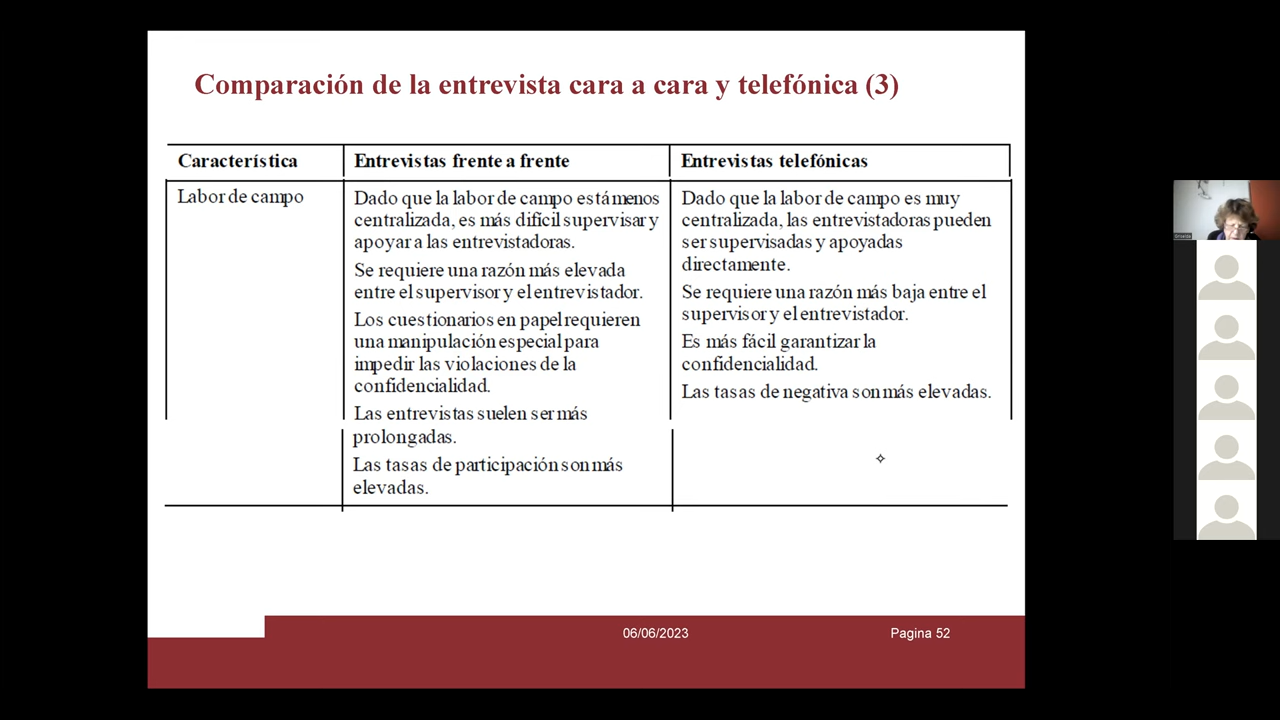 Comparación de la entrevista cara a cara y telefónica (3)
Característica
Entrevistas frente a frente
Entrevistas telefónicas
Labor de campo
Dado que la labor de campo está menos
centralizada, es más difícil supervisar y
apoyar a las entrevistadoras.
Se requiere una razón más elevada
entre el supervisor y el entrevistador.
Los cuestionarios en papel requieren
una manipulación especial para
impedir las violaciones de la
confidencialidad.
Las entrevistas suelen ser más
prolongadas.
Las tasas de participación son más
elevadas.
Dado que la labor de campo es muy
centralizada, las entrevistadoras pueden
ser supervisadas y apoyadas
directamente.
Se requiere una razón más baja entre el
supervisor y el entrevistador.
Es más fácil garantizar la
confidencialidad.
Las tasas de negativa son más elevadas.
06/06/2023
Pagina 52